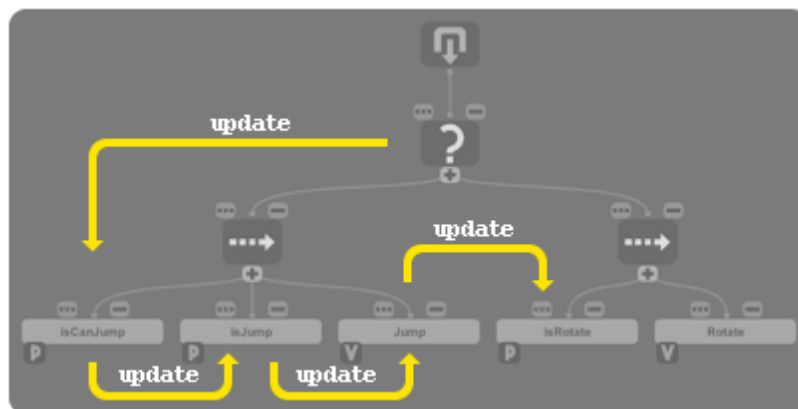 update
?
update
isCanJump
isJump
Jump
isRotate
Rotate
P
P
V
P
V
update
update